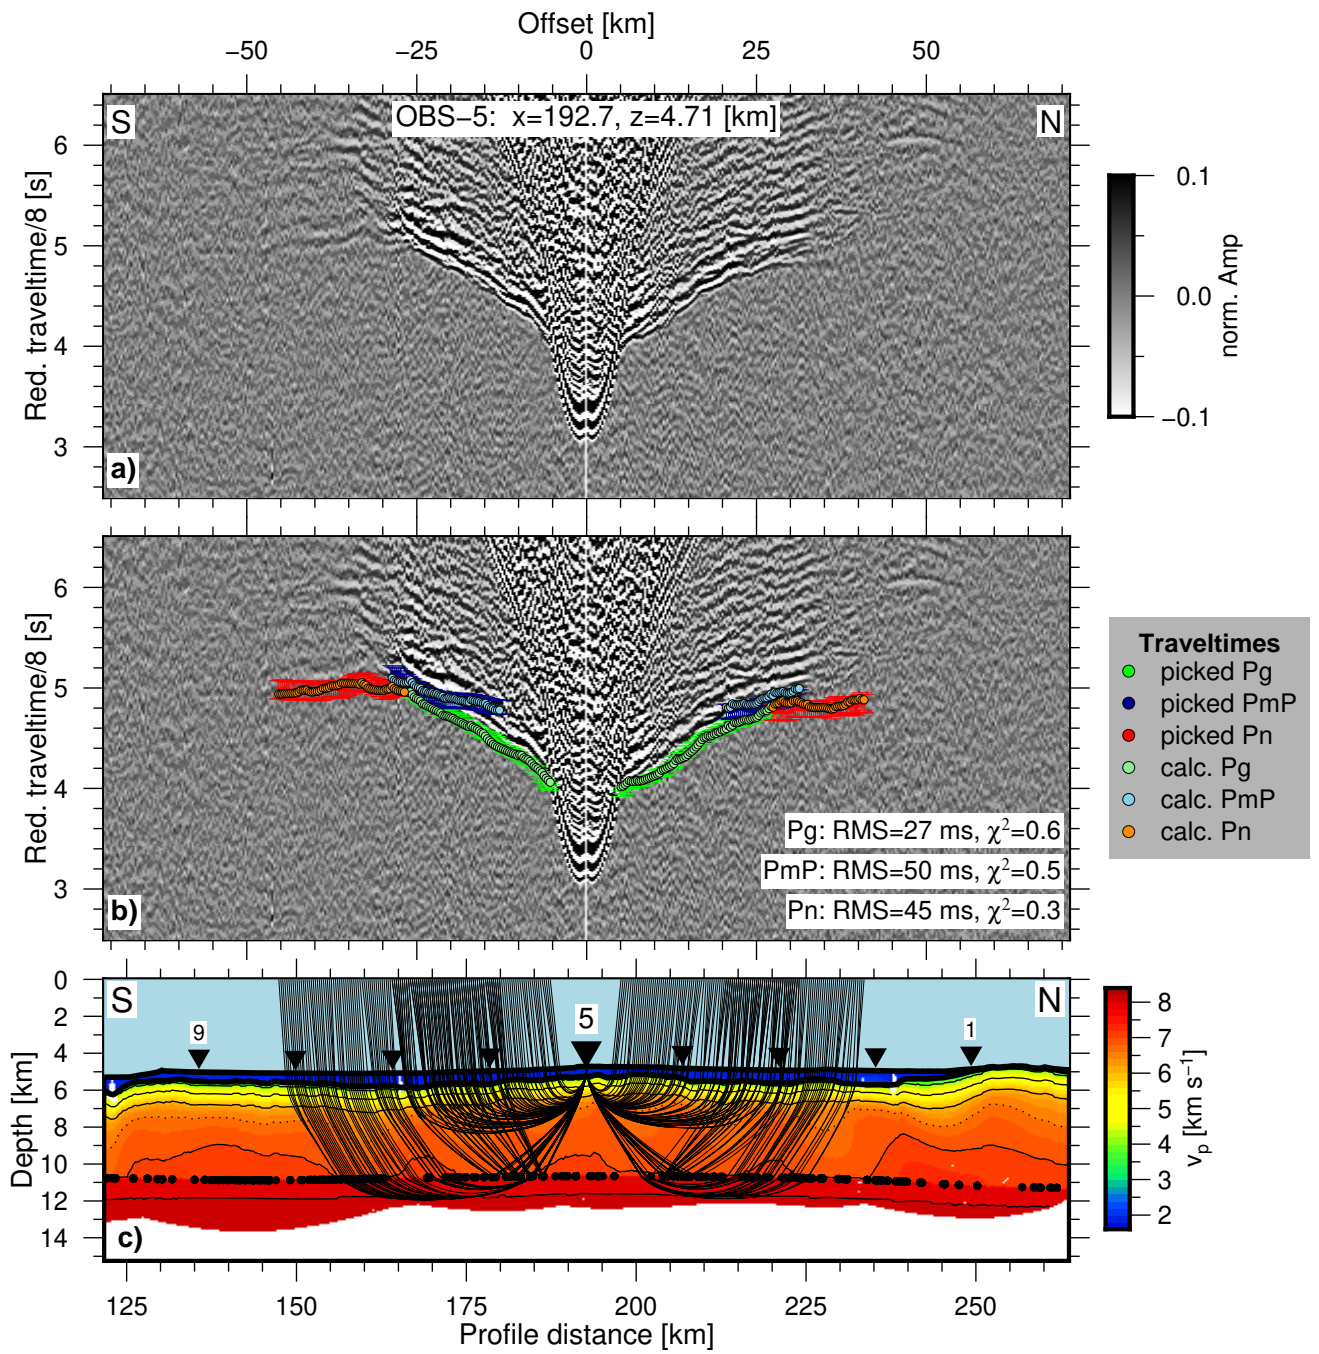 Offset [km]
−50 −25 0 25 50
S
OBS−5: x=192.7, z=4.71 [km]
N
6
5
4
3
Red. traveltime/8 [s]
a)
0.1
0.0
−0.1
norm. Amp
6
5
4
3
Red. traveltime/8 [s]
b)
Pg: RMS=27 ms, χ²=0.6
PmP: RMS=50 ms, χ²=0.5
Pn: RMS=45 ms, χ²=0.3
Traveltimes
picked Pg
picked PmP
picked Pn
calc. Pg
calc. PmP
calc. Pn
S
N
9
5
1
0
2
4
6
8
10
12
14
Depth [km]
c)
8
7
6
5
4
3
2
vp [km s⁻¹]
125 150 175 200 225 250
Profile distance [km]